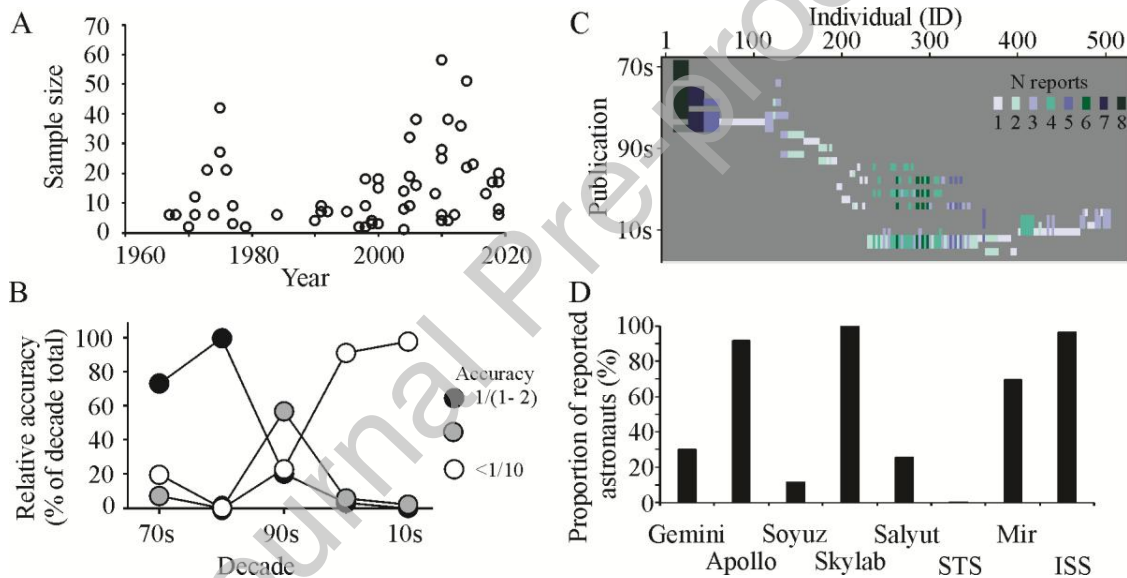 A
Sample size
70
60
50
40
30
20
10
0
1960 1980 2000 2020
Year
B
Relative accuracy
(% of decade total)
100
80
60
40
20
0
70s 90s 10s
Decade
Accuracy
1/(1- 2)
<1/10
C
Individual (ID)
1 100 200 300 400 500
Publication
70s
90s
10s
N reports
1 2 3 4 5 6 7 8
D
Proportion of reported
astronauts (%)
100
80
60
40
20
0
Gemini Soyuz Salyut Mir
Apollo Skylab STS ISS
Journal Pre-proo